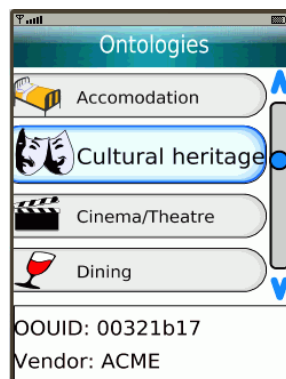 Ontologies
Accomodation
Cultural heritage
Cinema/Theatre
Dining
OOUID: 00321b17
Vendor: ACME